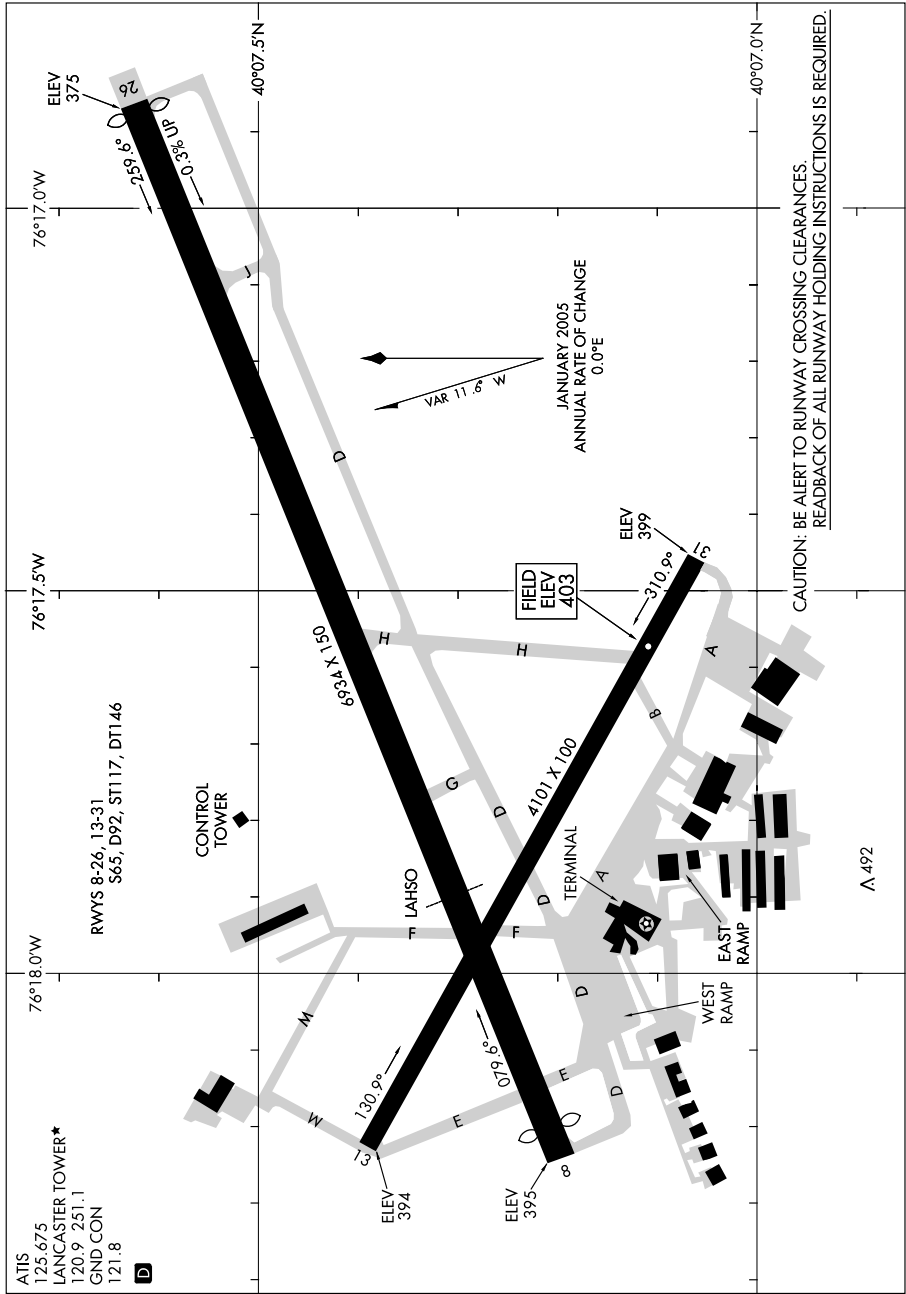 ATIS
125.675
LANCASTER TOWER★
120.9 251.1
GND CON
121.8
D
RWYS 8-26, 13-31
S65, D92, ST117, DT146
76°18.0'W
76°17.5'W
76°17.0'W
40°07.5'N
40°07.0'N
ELEV
375
26
259.6°
0.3% UP
J
D
VAR 11.6° W
JANUARY 2005
ANNUAL RATE OF CHANGE
0.0°E
CONTROL
TOWER
6934 X 150
H
H
FIELD
ELEV
403
ELEV
399
31
310.9°
A
B
G
D
4101 X 100
LAHSO
F
F
D
A
TERMINAL
EAST
RAMP
WEST
RAMP
D
D
M
W
130.9°
13
ELEV
394
E
E
079.6°
8
ELEV
395
Λ 492
CAUTION: BE ALERT TO RUNWAY CROSSING CLEARANCES.
READBACK OF ALL RUNWAY HOLDING INSTRUCTIONS IS REQUIRED.